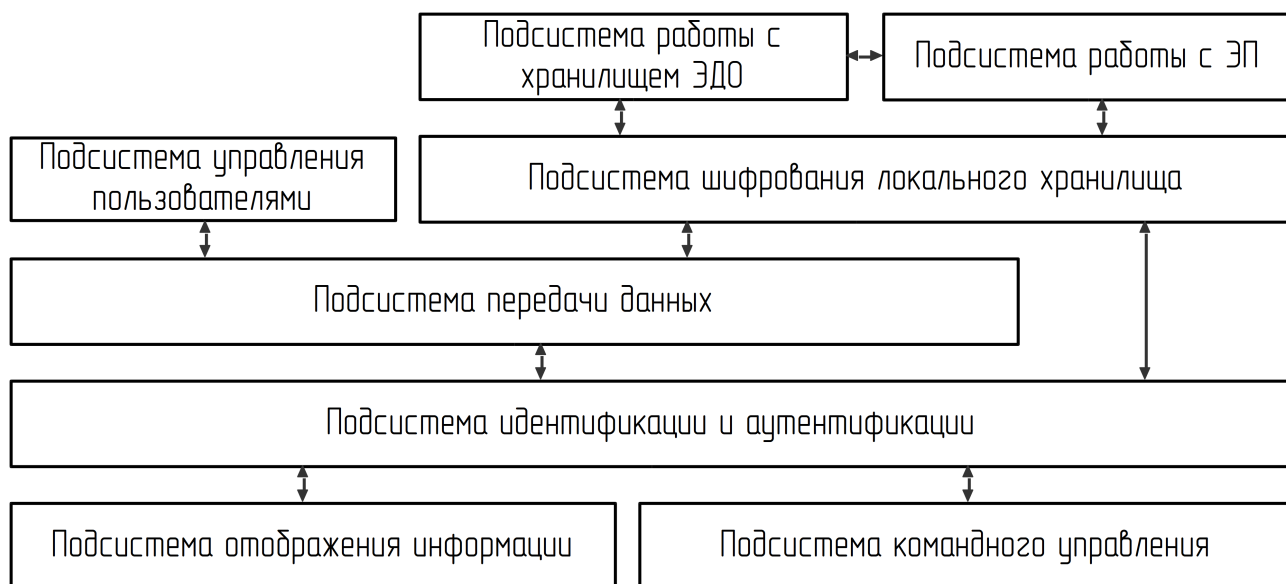 Подсистема работы с
хранилищем ЭДО
Подсистема работы с ЭП
Подсистема управления
пользователями
Подсистема шифрования локального хранилища
Подсистема передачи данных
Подсистема идентификации и аутентификации
Подсистема отображения информации
Подсистема командного управления